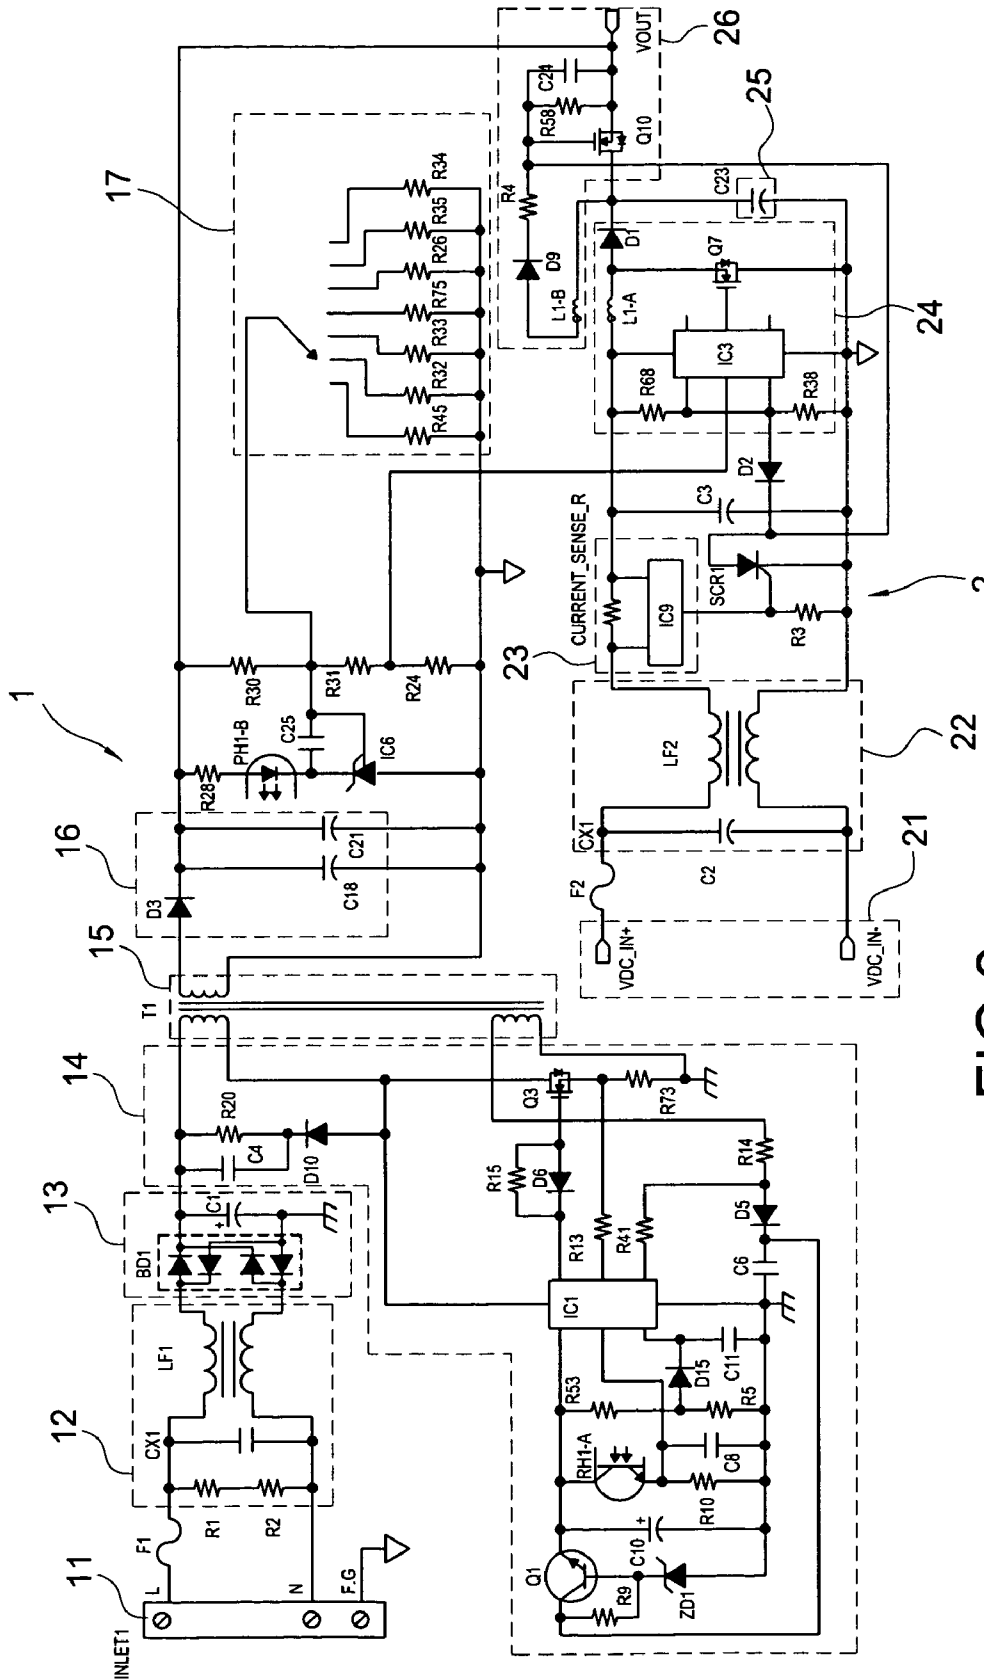 1
11
INLET1
L
N
F.G
F1
12
CX1
R1
R2
LF1
13
BD1
C1
+
14
R20
C4
D10
15
T1
16
D3
C18
C21
R28
PH1-B
C25
IC6
R30
R31
R24
17
R45
R32
R33
R75
R26
R35
R34
Q1
R9
ZD1
C10
+
RH1-A
R10
C8
R53
D15
R5
C11
IC1
R15
D6
R13
R41
Q3
R73
R14
D5
C6
21
VDC_IN+
VDC_IN-
F2
22
CX1
C2
LF2
23
CURRENT_SENSE_R
IC9
SCR1
R3
C3
D2
24
R68
R38
IC3
L1-A
L1-B
Q7
D1
D9
R4
25
C23
26
R58
C24
Q10
VOUT